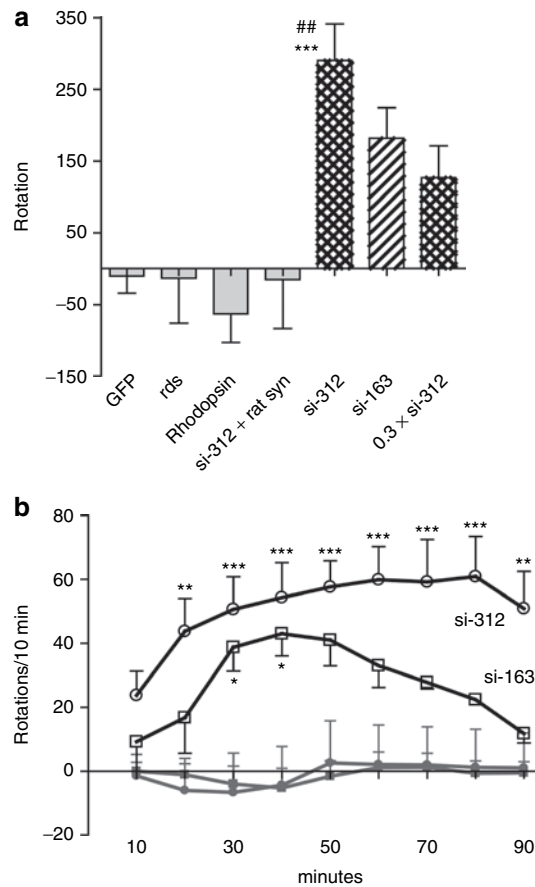 a
350
##
***
250
150
50
−50
−150
Rotation
GFP
rds
Rhodopsin
si-312 + rat syn
si-312
si-163
0.3 × si-312
b
80
60
40
20
0
−20
Rotations/10 min
** *** *** *** *** *** *** **
si-312
si-163
* *
10 30 50 70 90
minutes